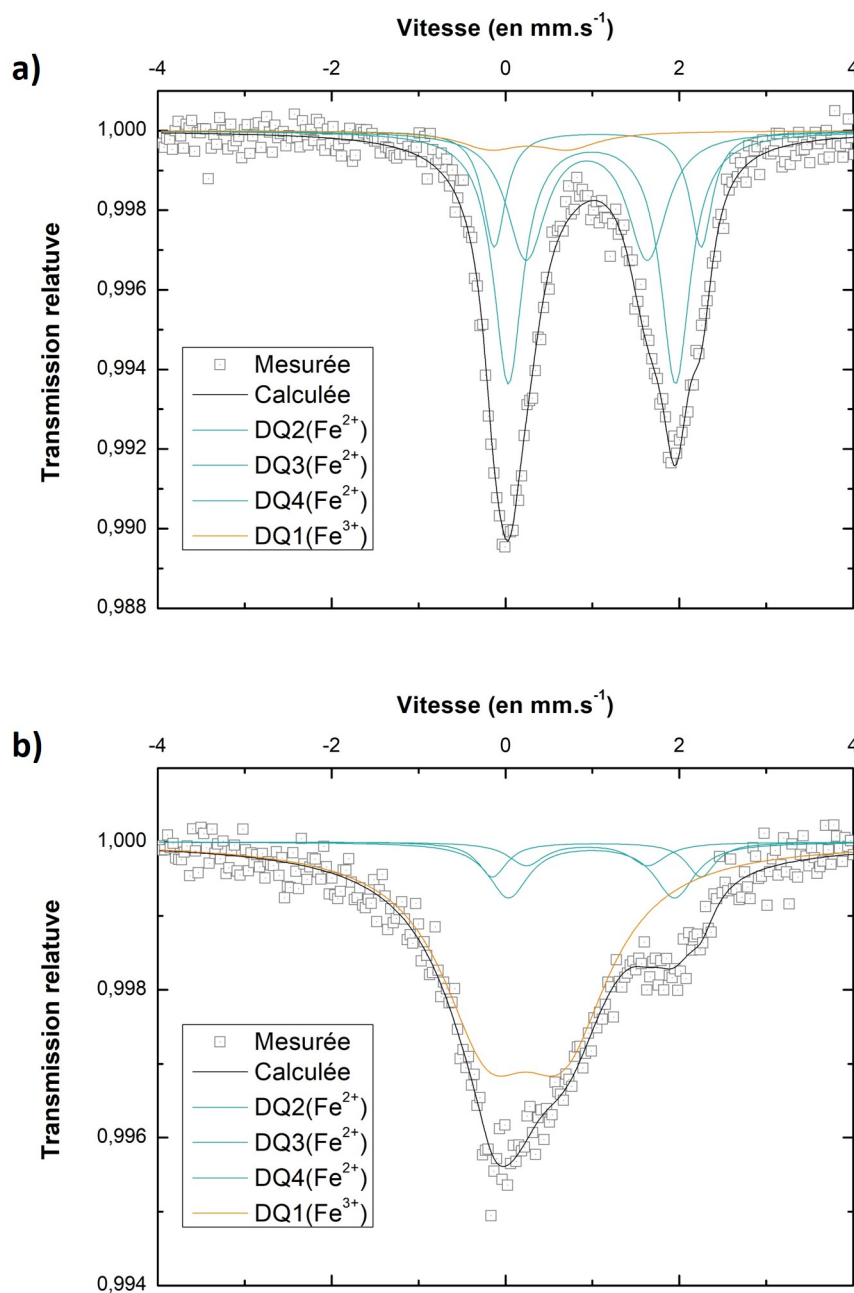 Vitesse (en mm.s-1)
a)
-4 0 2 4
1,000
0,998
0,996
0,994
0,992
0,990
0,988
Transmission relatuve
Mesurée
Calculée
DQ2(Fe2+)
DQ3(Fe2+)
DQ4(Fe2+)
DQ1(Fe3+)
Vitesse (en mm.s-1)
b)
-4 0 2 4
1,000
0,998
0,996
0,994
Transmission relative
Mesurée
Calculée
DQ2(Fe2+)
DQ3(Fe2+)
DQ4(Fe2+)
DQ1(Fe3+)